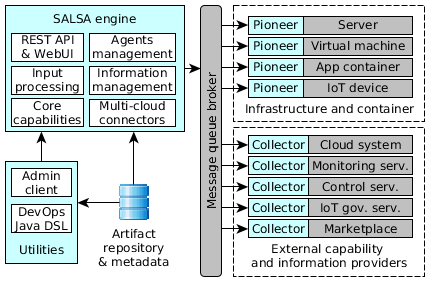 SALSA engine
REST API
& WebUI
Agents
management
Input
processing
Information
management
Core
capabilities
Multi-cloud
connectors
Admin
client
DevOps
Java DSL
Utilities
Artifact
repository
& metadata
Message queue broker
Pioneer Server
Pioneer Virtual machine
Pioneer App container
Pioneer IoT device
Infrastructure and container
Collector Cloud system
Collector Monitoring serv.
Collector Control serv.
Collector IoT gov. serv.
Collector Marketplace
External capability
and information providers